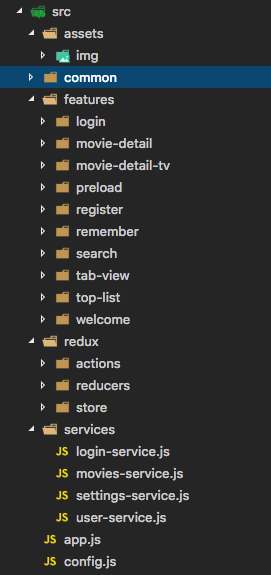 src
assets
img
common
features
login
movie-detail
movie-detail-tv
preload
register
remember
search
tab-view
top-list
welcome
redux
actions
reducers
store
services
JS login-service.js
JS movies-service.js
JS settings-service.js
JS user-service.js
JS app.js
JS config.js